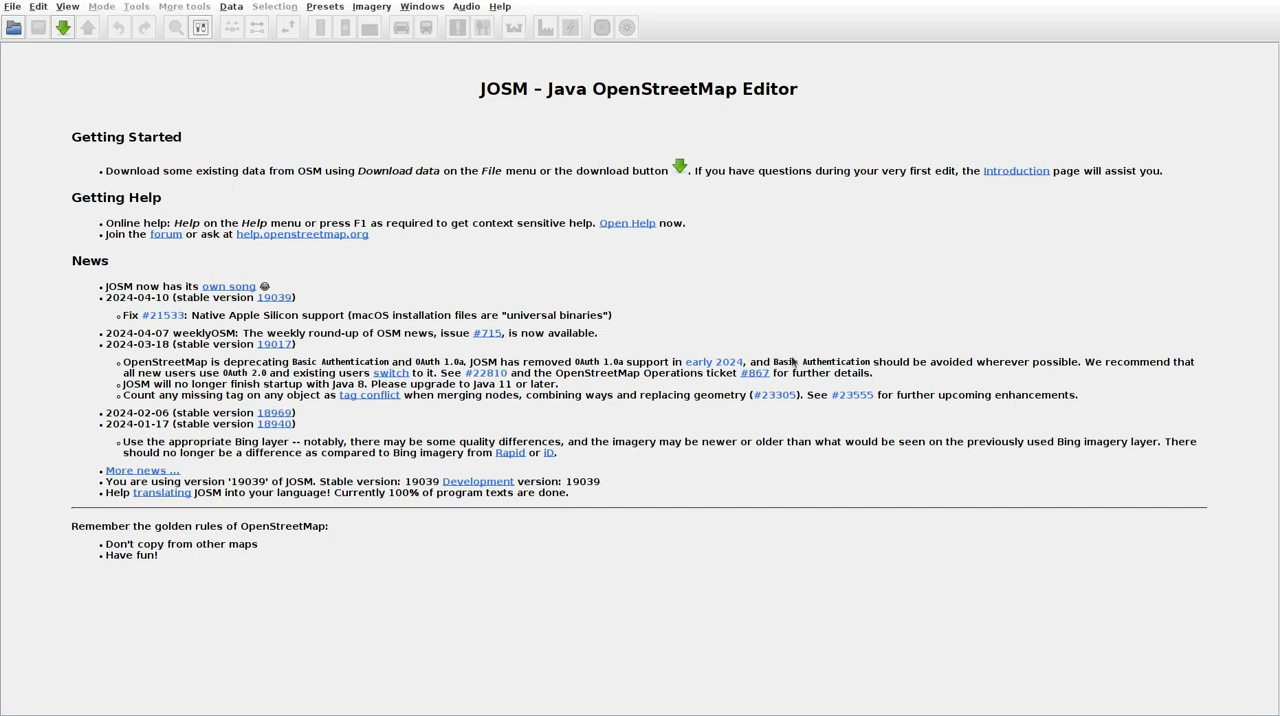 File Edit View Mode Tools More tools Selection Data Presets Imagery Windows Audio Help
JOSM – Java OpenStreetMap Editor
Getting Started
Download some existing data from OSM using Download data on the File menu or the download button . If you have questions during your very first edit, the Introduction page will assist you.
Getting Help
Online help: Help on the Help menu or press F1 as required to get context sensitive help. Open Help now.
Join the forum or ask at help.openstreetmap.org
News
JOSM now has its own song 😂
2024-04-10 (stable version 19039)
Fix #21533: Native Apple Silicon support (macOS installation files are "universal binaries")
2024-04-07 weeklyOSM: The weekly round-up of OSM news, issue #715, is now available.
2024-03-18 (stable version 19017)
OpenStreetMap is deprecating Basic Authentication and OAuth 1.0a. JOSM has removed OAuth 1.0a support in early 2024, and Basic Authentication should be avoided wherever possible. We recommend that
all new users use OAuth 2.0 and existing users switch to it. See #22810 and the OpenStreetMap Operations ticket #867 for further details.
JOSM will no longer finish startup with Java 8. Please upgrade to Java 11 or later.
Count any missing tag on any object as tag conflict when merging nodes, combining ways and replacing geometry (#23305). See #23555 for further upcoming enhancements.
2024-02-06 (stable version 18969)
2024-01-17 (stable version 18940)
Use the appropriate Bing layer -- notably, there may be some quality differences, and the imagery may be newer or older than what would be seen on the previously used Bing imagery layer. There
should no longer be a difference as compared to Bing imagery from Rapid or iD.
More news ...
You are using version '19039' of JOSM. Stable version: 19039 Development version: 19039
Help translating JOSM into your language! Currently 100% of program texts are done.
Remember the golden rules of OpenStreetMap:
Don't copy from other maps
Have fun!